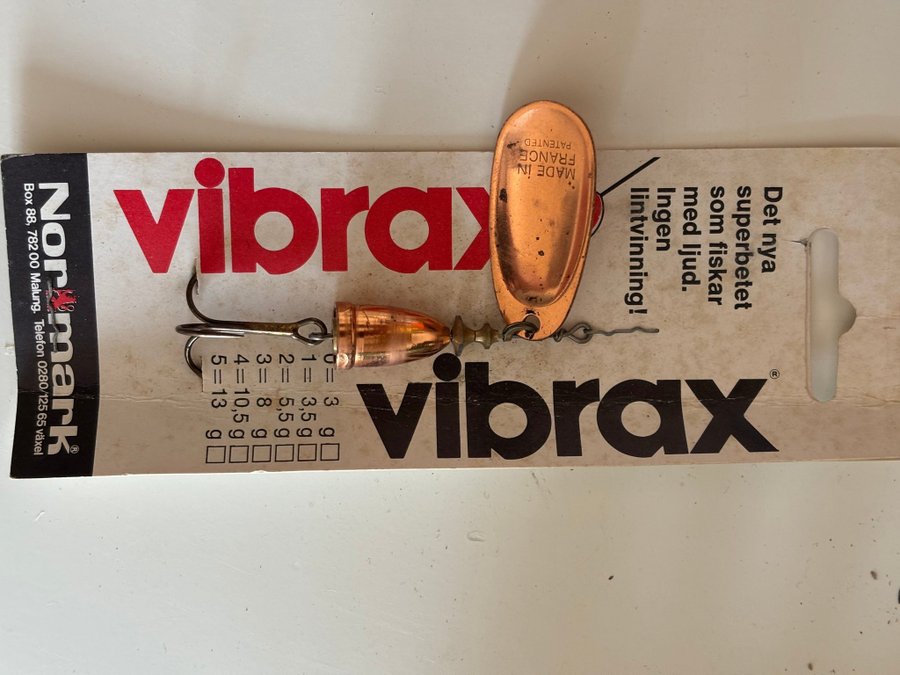 vibrax
MADE IN
FRANCE
PATENTED
Det nya
superbetet
som fiskar
med ljud.
Ingen
lintvinning!
Normark®
Box 88, 782 00 Malung. Telefon 0280/125 65 växel
0 = 3 g
1 = 3,5 g
2 = 5,5 g
3 = 8 g
4 = 10,5 g
5 = 13 g
vibrax®